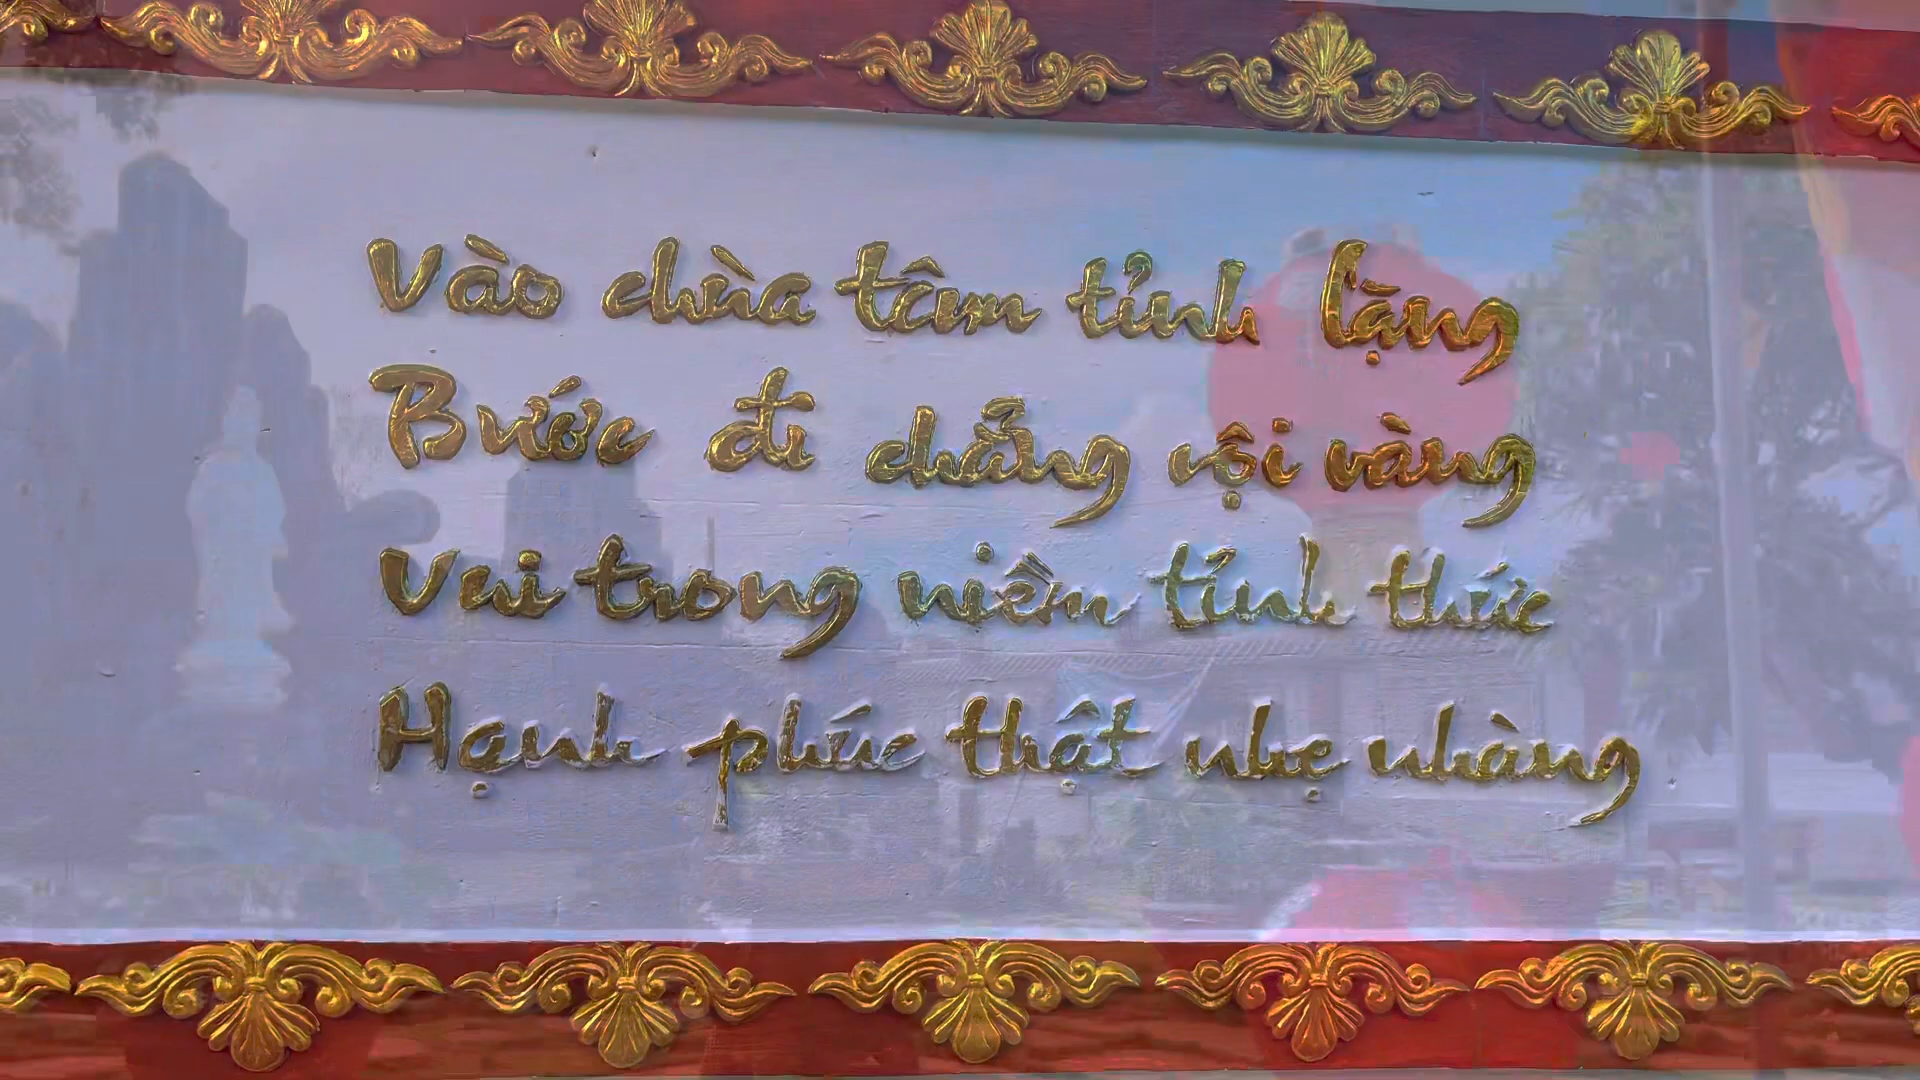 Vào chùa tâm tỉnh lặng
Bước đi chẳng vội vàng
Vui trong niềm tỉnh thức
Hạnh phúc thật nhẹ nhàng